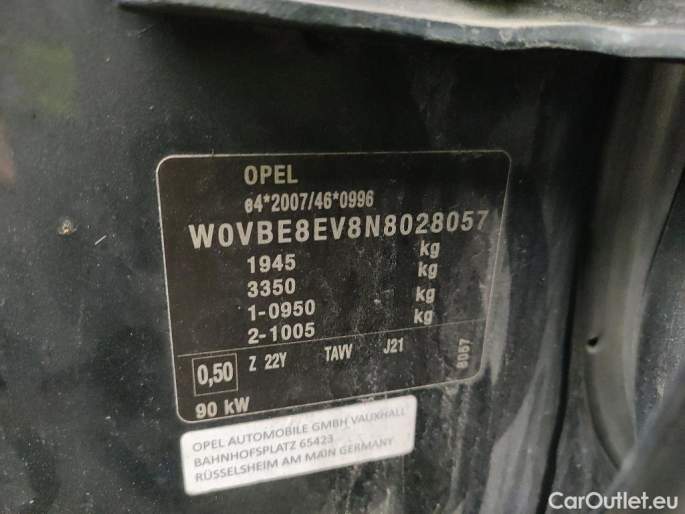 OPEL
e4*2007/46*0996
W0VBE8EV8N8028057
1945 kg
3350 kg
1-0950 kg
2-1005 kg
0,50 Z 22Y TAVV J21 8057
90 kW
OPEL AUTOMOBILE GMBH VAUXHALL
BAHNHOFSPLATZ 65423
RÜSSELSHEIM AM MAIN GERMANY
CarOutlet.eu